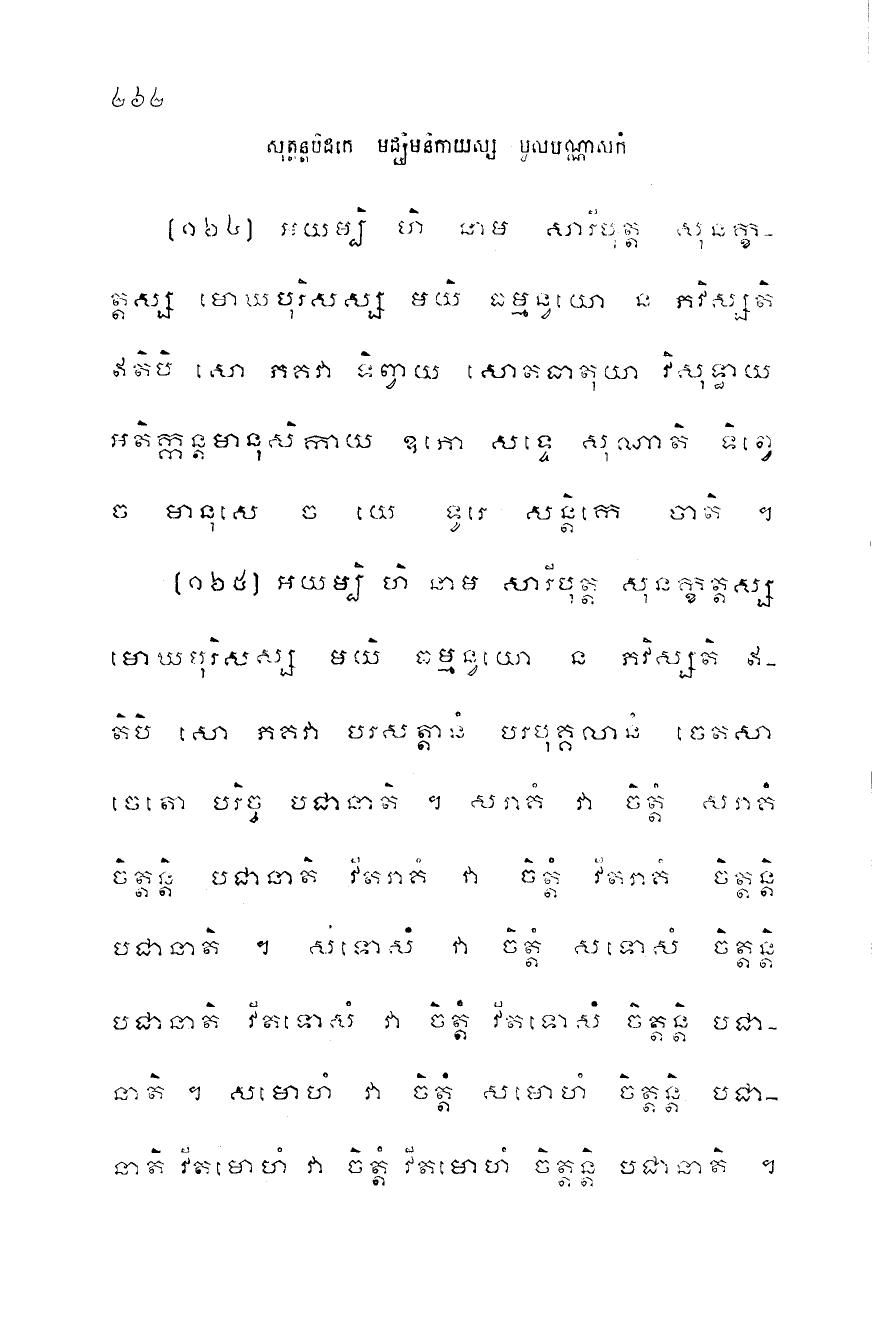 ២៦២
សុត្តន្តបិដកេ មជ្ឈិមនិកាយស្ស មូលបណ្ណាសកំ
[១៦៤] អយម្បិ ហិ នាម សារីបុត្ត សុនក្ខ-
ត្តស្ស មោឃបុរិសស្ស មយិ ធម្មន្វយោ ន ភវិស្សតិ
ឥតិបិ សោ ភគវា ទិព្វាយ សោតធាតុយា វិសុទ្ធាយ
អតិក្កន្តមានុសិកាយ ឧភោ សទ្ទេ សុណាតិ ទិព្វេ
ច មានុសេ ច យេ ទូរេ សន្តិកេ ចាតិ ។
[១៦៥] អយម្បិ ហិ នាម សារីបុត្ត សុនក្ខត្តស្ស
មោឃបុរិសស្ស មយិ ធម្មន្វយោ ន ភវិស្សតិ ឥ-
តិបិ សោ ភគវា បរសត្តានំ បរបុគ្គលានំ ចេតសា
ចេតោ បរិច្ច បជានាតិ ។ សរាគំ វា ចិត្តំ សរាគំ
ចិត្តន្តិ បជានាតិ វីតរាគំ វា ចិត្តំ វីតរាគំ ចិត្តន្តិ
បជានាតិ ។ សទោសំ វា ចិត្តំ សទោសំ ចិត្តន្តិ
បជានាតិ វីតទោសំ វា ចិត្តំ វីតទោសំ ចិត្តន្តិ បជា-
នាតិ ។ សមោហំ វា ចិត្តំ សមោហំ ចិត្តន្តិ បជា-
នាតិ វីតមោហំ វា ចិត្តំ វីតមោហំ ចិត្តន្តិ បជានាតិ ។